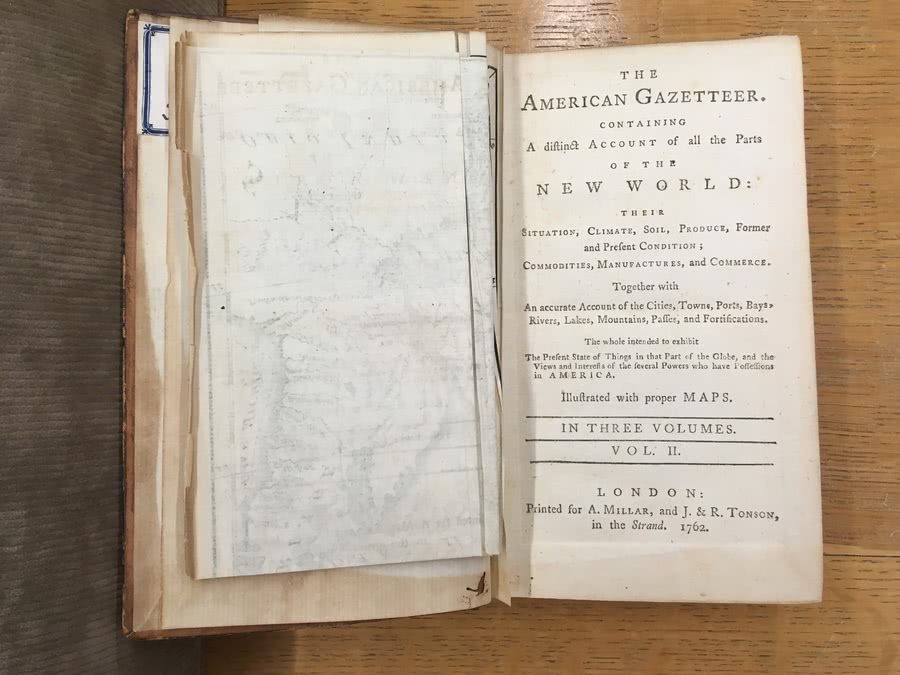 THE
AMERICAN GAZETTEER.
CONTAINING
A diſtinct ACCOUNT of all the Parts
OF THE
NEW WORLD:
THEIR
SITUATION, CLIMATE, SOIL, PRODUCE, Former
and Preſent CONDITION;
COMMODITIES, MANUFACTURES, and COMMERCE.
Together with
An accurate Account of the Cities, Towns, Ports, Bays,
Rivers, Lakes, Mountains, Paſſes, and Fortifications.
The whole intended to exhibit
The Preſent State of Things in that Part of the Globe, and the
Views and Intereſts of the ſeveral Powers who have Poſſeſſions
in AMERICA.
Illuſtrated with proper MAPS.
IN THREE VOLUMES.
VOL. II.
LONDON:
Printed for A. MILLAR, and J. & R. TONSON,
in the Strand. 1762.